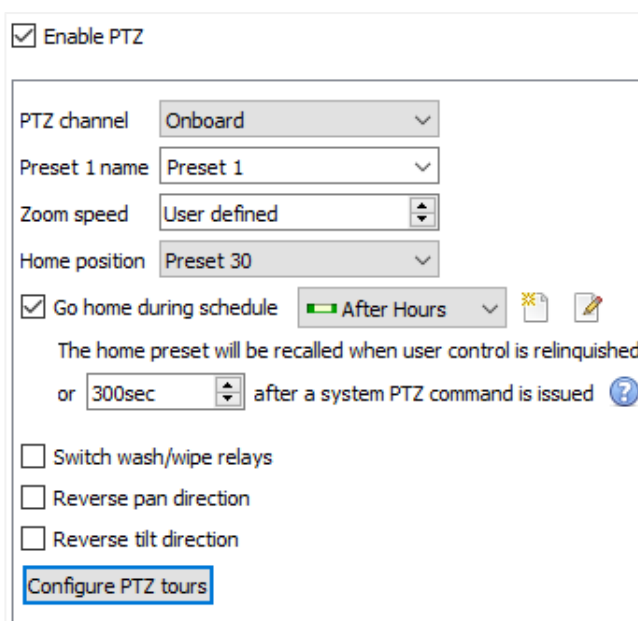 Enable PTZ
PTZ channel Onboard
Preset 1 name Preset 1
Zoom speed User defined
Home position Preset 30
Go home during schedule After Hours
The home preset will be recalled when user control is relinquished
or 300sec after a system PTZ command is issued ?
Switch wash/wipe relays
Reverse pan direction
Reverse tilt direction
Configure PTZ tours